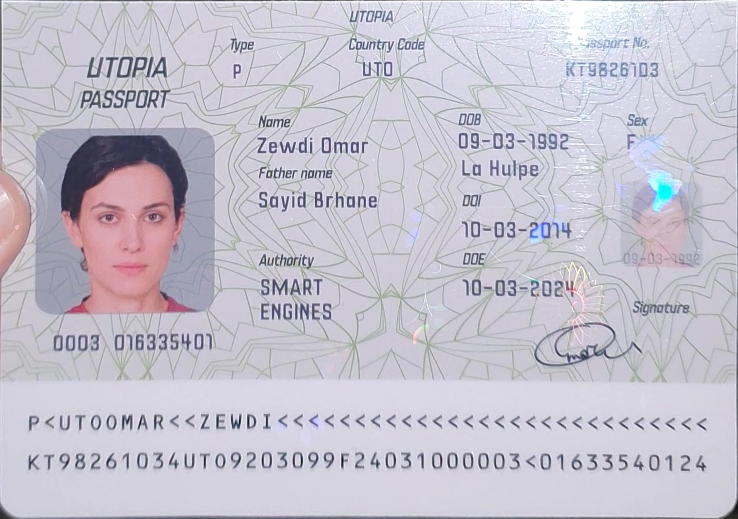 UTOPIA
UTOPIA
PASSPORT
Type
P
Country Code
UTO
Passport No.
KT9826103
Name
Zewdi Omar
Father name
Sayid Brhane
DOB
09-03-1992
La Hulpe
Sex
F
DOI
10-03-2014
Authority
SMART
ENGINES
DOE
10-03-2024
09-03-1992
Signature
Omar
0003 016335401
P<UTOOMAR<<ZEWDI<<<<<<<<<<<<<<<<<<<<<<<<<<<<
KT98261034UTO9203099F24031000003<01633540124